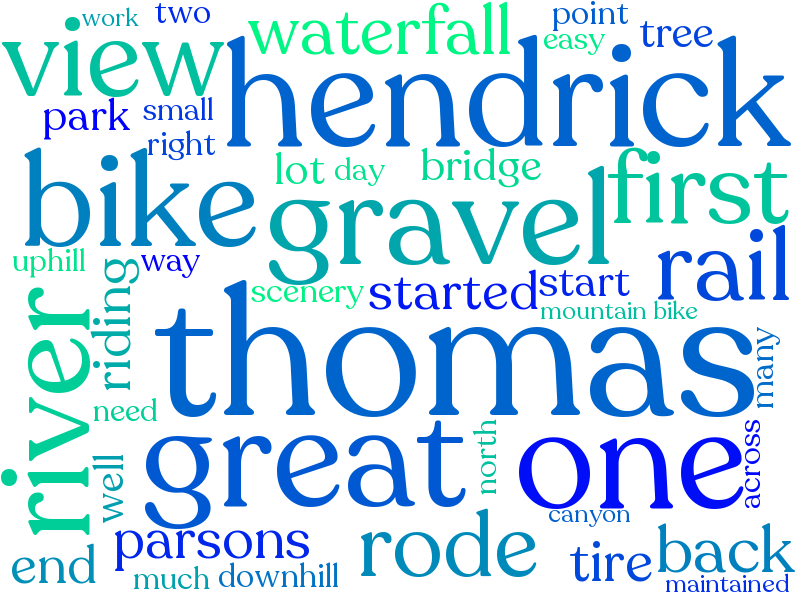 work
two
point
waterfall
easy
tree
view
hendrick
park
small
right
lot
day
bridge
first
bike
gravel
uphill
way
rail
scenery
started
start
mountain bike
river
riding
thomas
many
need
great
one
north
across
well
canyon
parsons
rode
tire
back
end
much
downhill
maintained